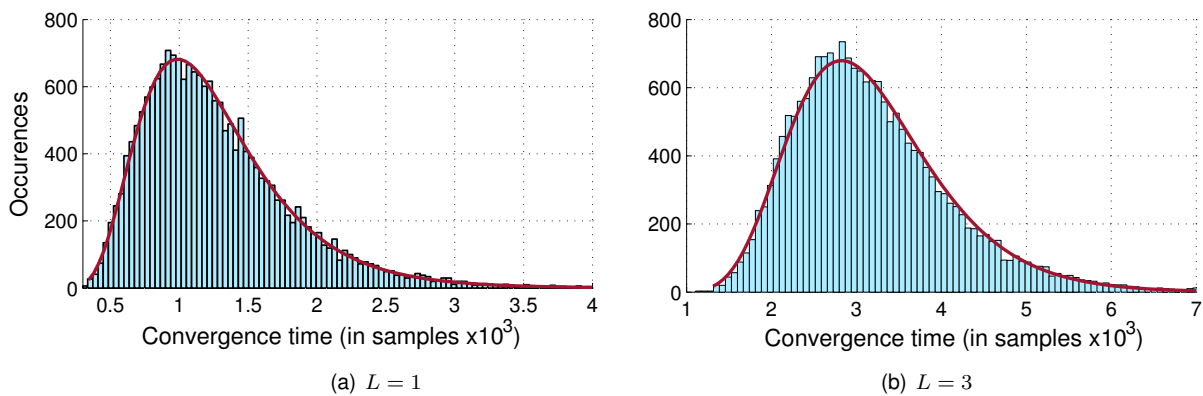 800
600
400
200
0
Occurences
0.5 1 1.5 2 2.5 3 3.5 4
Convergence time (in samples x10³)
(a) L = 1
800
600
400
200
0
1 2 3 4 5 6 7
Convergence time (in samples x10³)
(b) L = 3